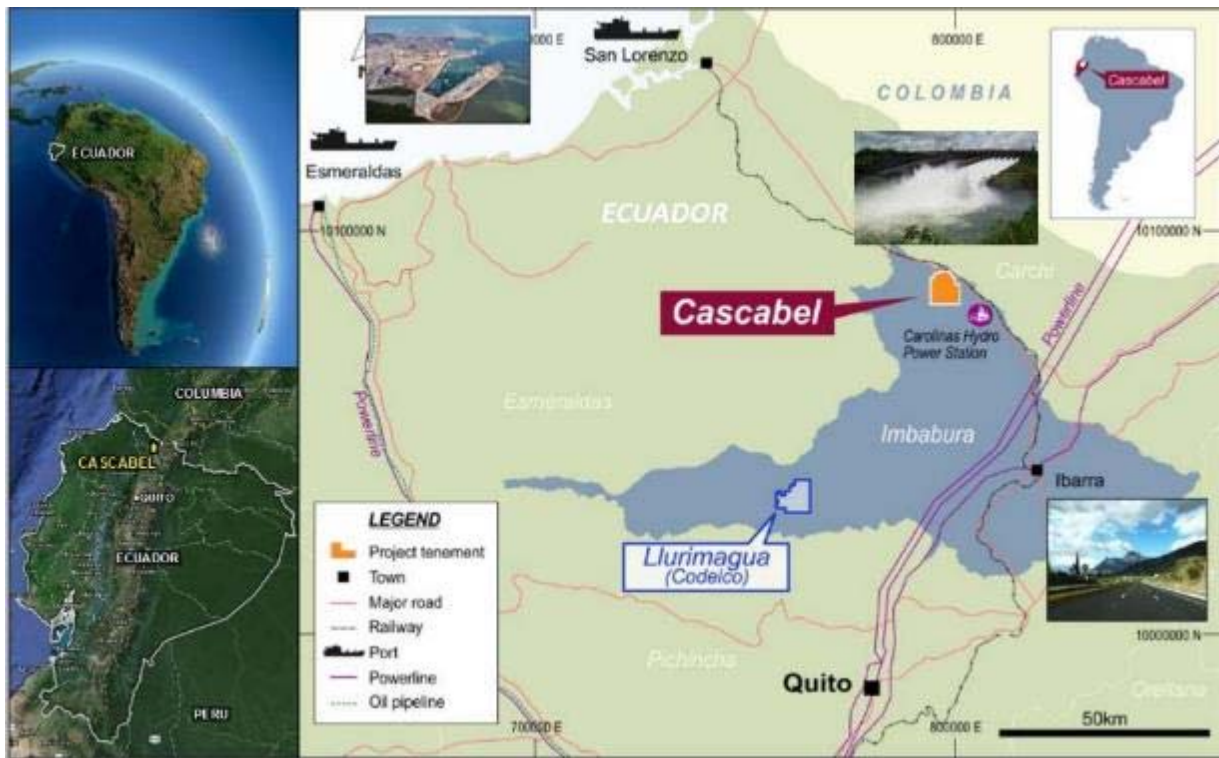 ECUADOR
COLUMBIA
CASCABEL
QUITO
ECUADOR
PERU
San Lorenzo
800000 E
COLOMBIA
Cascabel
Esmeraldas
ECUADOR
10100000 N
10100000 N
Carchi
Cascabel
Carolinas Hydro
Power Station
Powerline
Powerline
Esmeraldas
Imbabura
Ibarra
Llurimagua
(Codelco)
LEGEND
Project tenement
Town
Major road
Railway
Port
Powerline
Oil pipeline
Pichincha
Quito
10000000 N
Orellana
700000 E
800000 E
50km